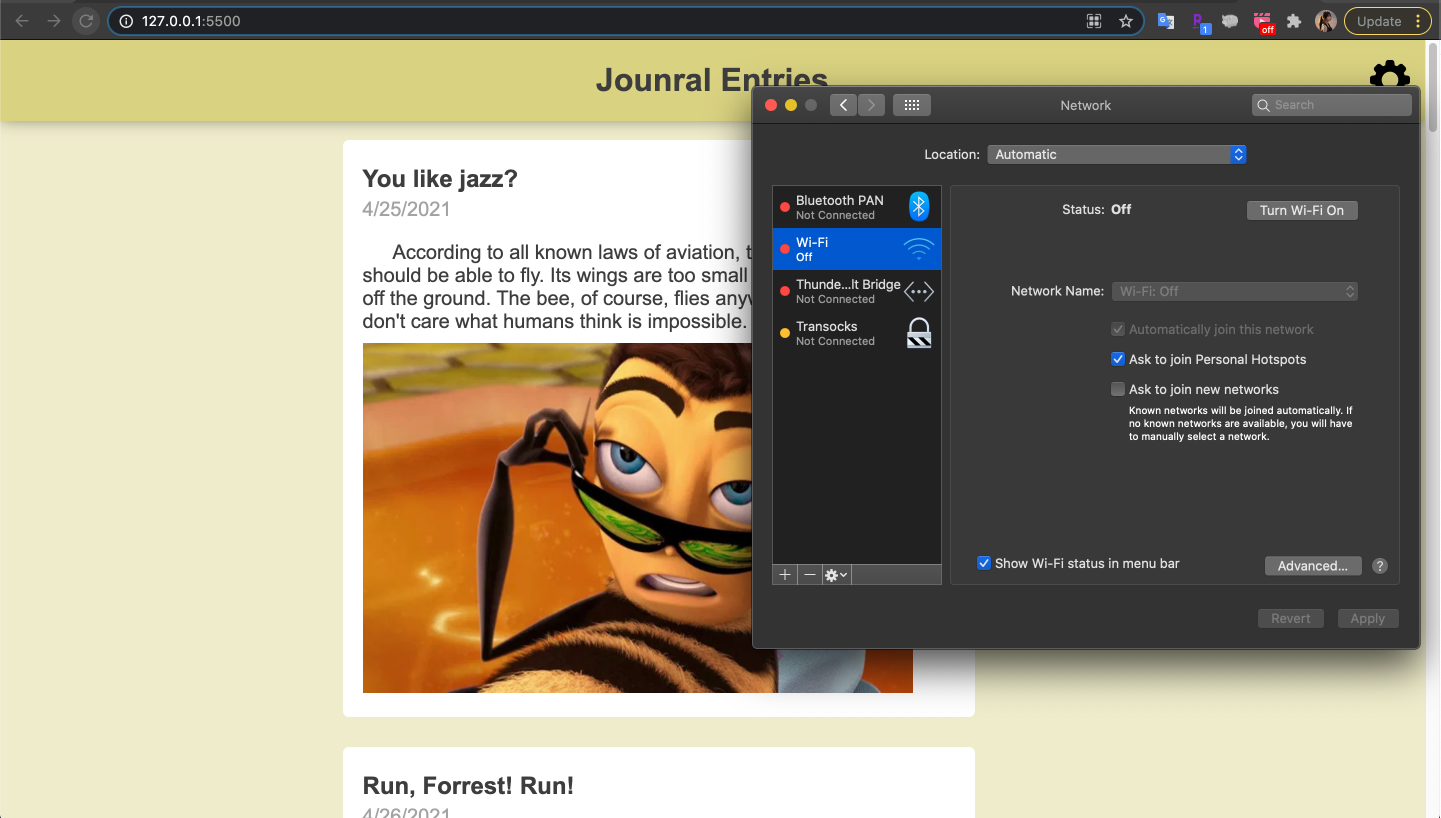 127.0.0.1:5500
1
off
Update
Jounral Entries
You like jazz?
4/25/2021
According to all known laws of aviation, t
should be able to fly. Its wings are too small
off the ground. The bee, of course, flies anyw
don't care what humans think is impossible.
Run, Forrest! Run!
4/26/2021
Network
Search
Location: Automatic
Bluetooth PAN
Not Connected
Wi-Fi
Off
Thunde...lt Bridge
Not Connected
Transocks
Not Connected
Status: Off
Turn Wi-Fi On
Network Name: Wi-Fi: Off
Automatically join this network
Ask to join Personal Hotspots
Ask to join new networks
Known networks will be joined automatically. If
no known networks are available, you will have
to manually select a network.
Show Wi-Fi status in menu bar
Advanced...
?
Revert
Apply